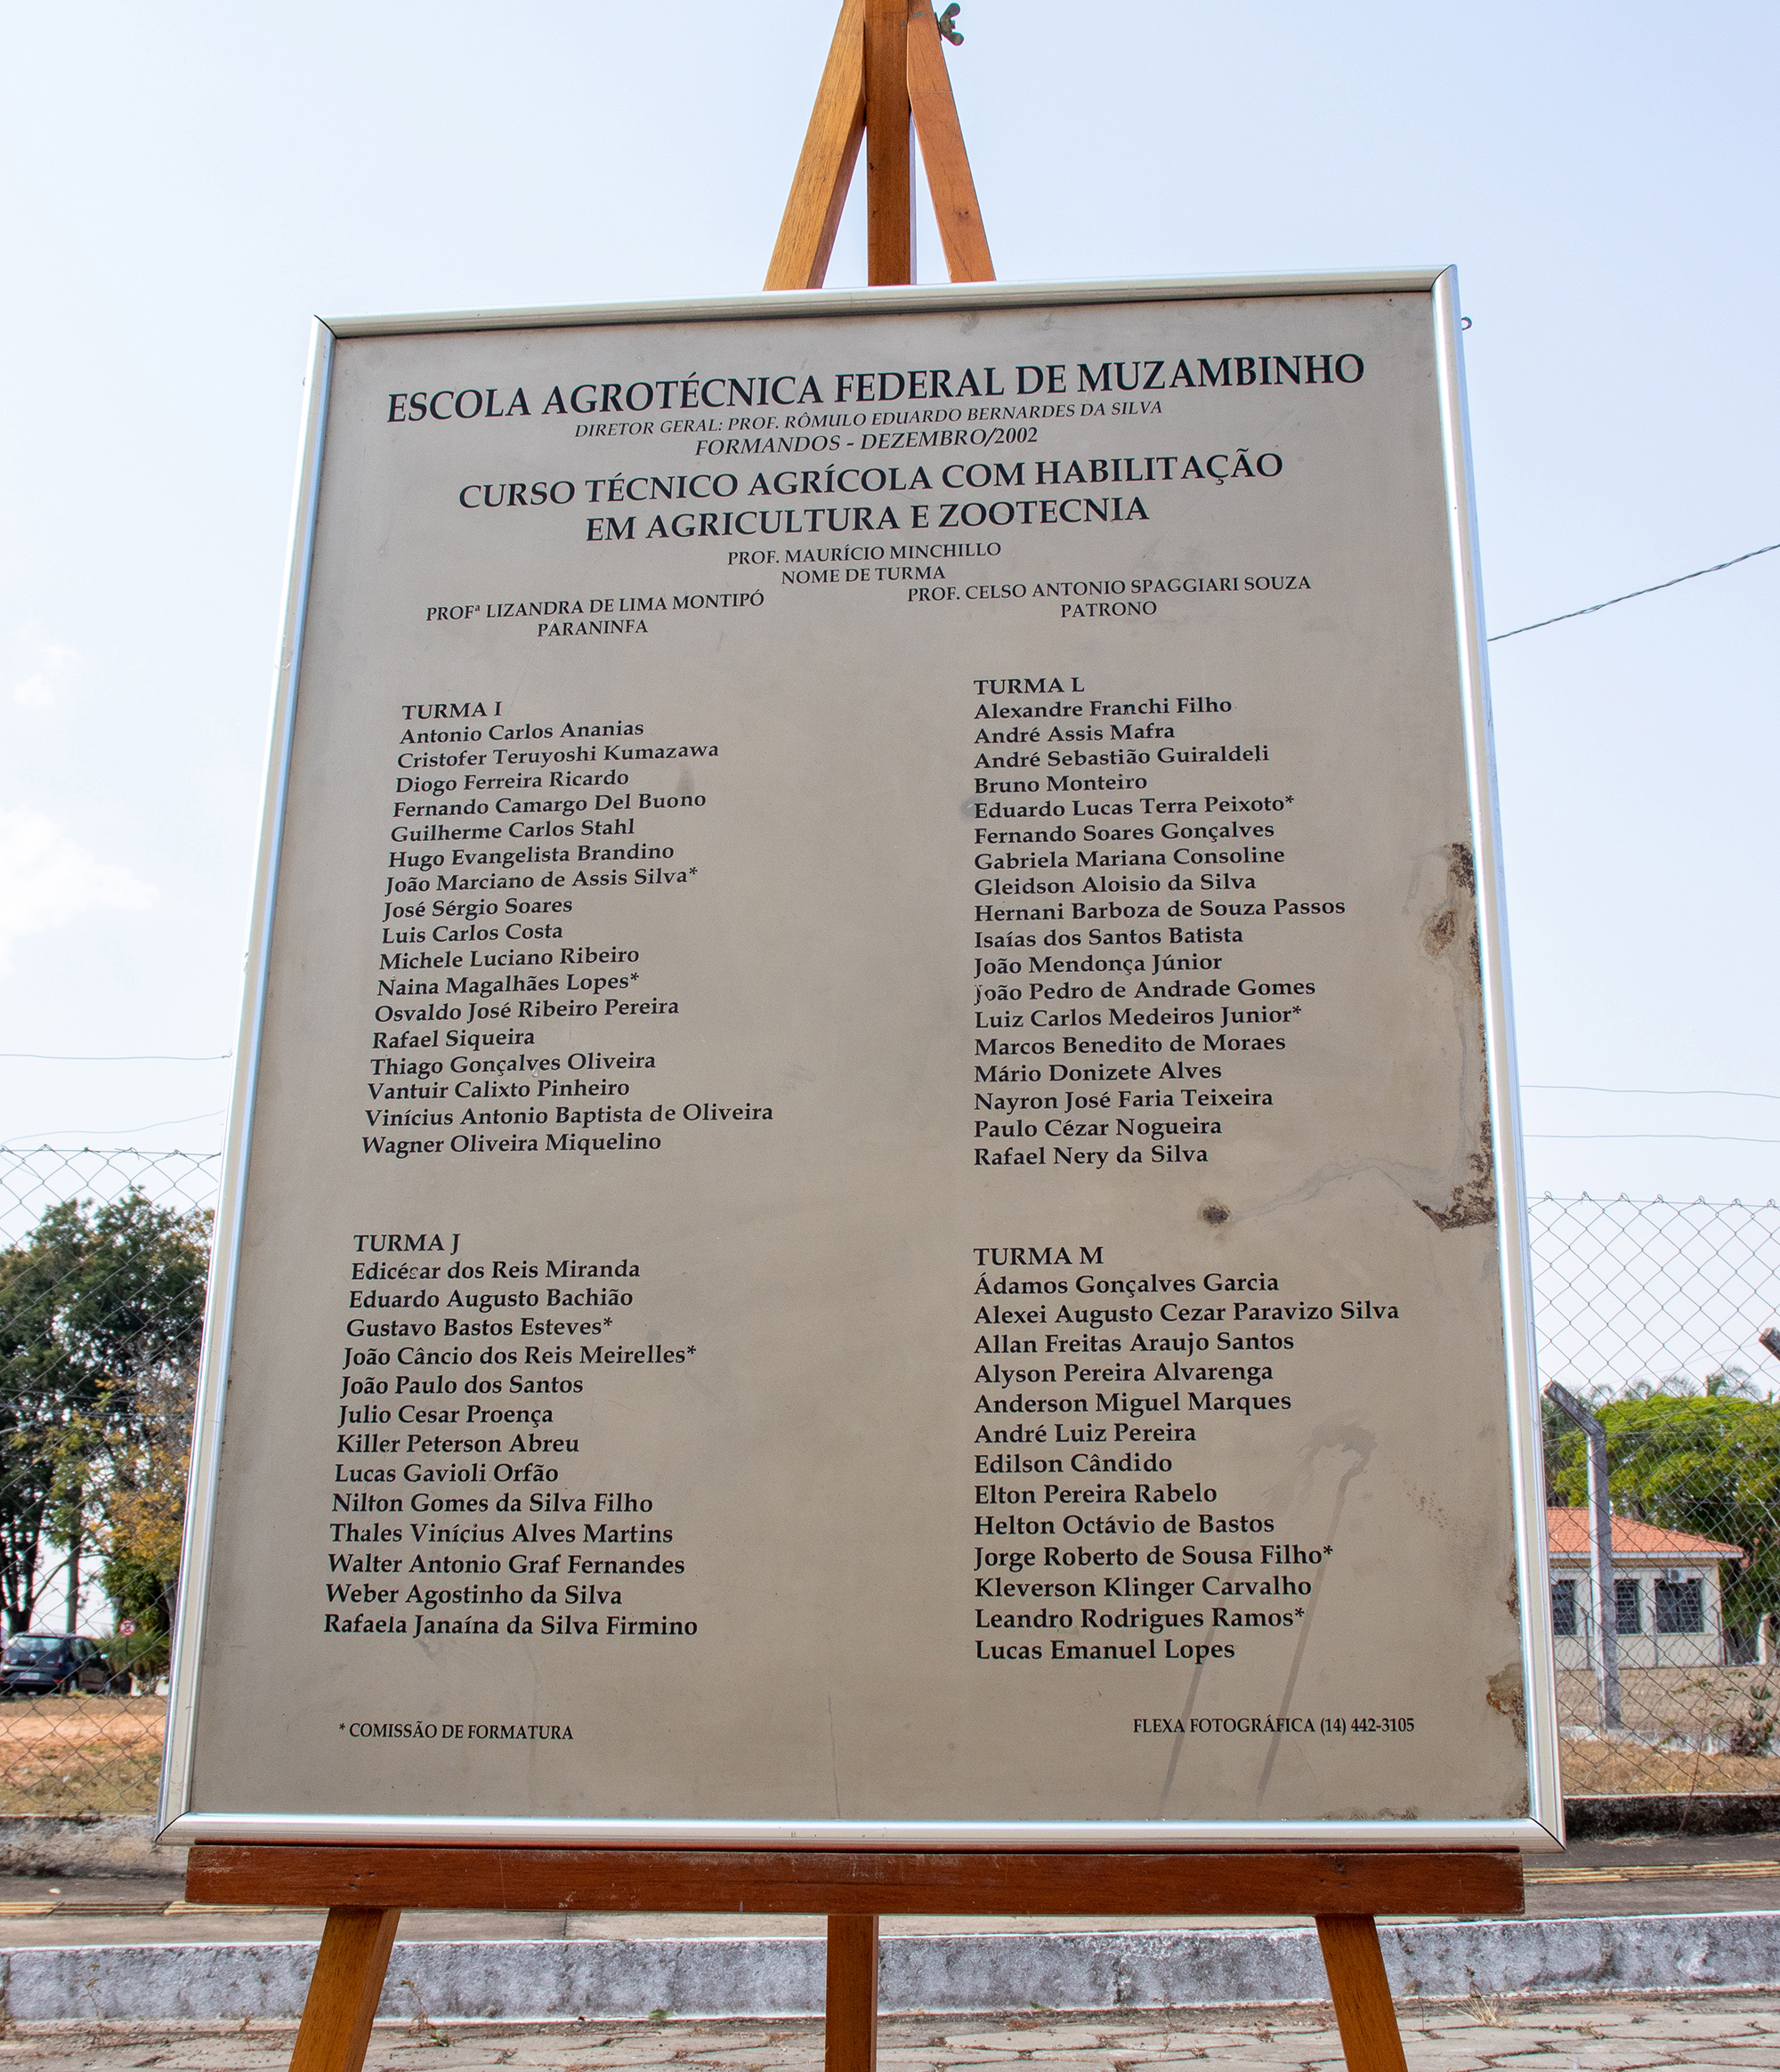 ESCOLA AGROTÉCNICA FEDERAL DE MUZAMBINHO
DIRETOR GERAL: PROF. RÔMULO EDUARDO BERNARDES DA SILVA
FORMANDOS - DEZEMBRO/2002
CURSO TÉCNICO AGRÍCOLA COM HABILITAÇÃO
EM AGRICULTURA E ZOOTECNIA
PROF. MAURÍCIO MINCHILLO
NOME DE TURMA
PROFª LIZANDRA DE LIMA MONTIPÓ
PARANINFA
PROF. CELSO ANTONIO SPAGGIARI SOUZA
PATRONO
TURMA I
Antonio Carlos Ananias
Cristofer Teruyoshi Kumazawa
Diogo Ferreira Ricardo
Fernando Camargo Del Buono
Guilherme Carlos Stahl
Hugo Evangelista Brandino
João Marciano de Assis Silva*
José Sérgio Soares
Luis Carlos Costa
Michele Luciano Ribeiro
Naina Magalhães Lopes*
Osvaldo José Ribeiro Pereira
Rafael Siqueira
Thiago Gonçalves Oliveira
Vantuir Calixto Pinheiro
Vinícius Antonio Baptista de Oliveira
Wagner Oliveira Miquelino
TURMA J
Edicésar dos Reis Miranda
Eduardo Augusto Bachião
Gustavo Bastos Esteves*
João Câncio dos Reis Meirelles*
João Paulo dos Santos
Julio Cesar Proença
Killer Peterson Abreu
Lucas Gavioli Orfão
Nilton Gomes da Silva Filho
Thales Vinícius Alves Martins
Walter Antonio Graf Fernandes
Weber Agostinho da Silva
Rafaela Janaína da Silva Firmino
TURMA L
Alexandre Franchi Filho
André Assis Mafra
André Sebastião Guiraldeli
Bruno Monteiro
Eduardo Lucas Terra Peixoto*
Fernando Soares Gonçalves
Gabriela Mariana Consoline
Gleidson Aloisio da Silva
Hernani Barboza de Souza Passos
Isaías dos Santos Batista
João Mendonça Júnior
João Pedro de Andrade Gomes
Luiz Carlos Medeiros Junior*
Marcos Benedito de Moraes
Mário Donizete Alves
Nayron José Faria Teixeira
Paulo Cézar Nogueira
Rafael Nery da Silva
TURMA M
Ádamos Gonçalves Garcia
Alexei Augusto Cezar Paravizo Silva
Allan Freitas Araujo Santos
Alyson Pereira Alvarenga
Anderson Miguel Marques
André Luiz Pereira
Edilson Cândido
Elton Pereira Rabelo
Helton Octávio de Bastos
Jorge Roberto de Sousa Filho*
Kleverson Klinger Carvalho
Leandro Rodrigues Ramos*
Lucas Emanuel Lopes
* COMISSÃO DE FORMATURA
FLEXA FOTOGRÁFICA (14) 442-3105